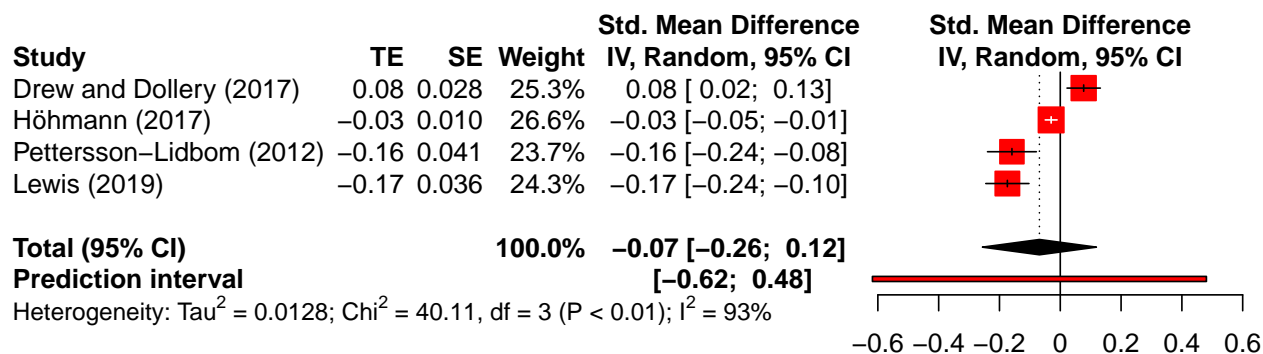 Std. Mean Difference Std. Mean Difference
Study TE SE Weight IV, Random, 95% CI IV, Random, 95% CI
Drew and Dollery (2017) 0.08 0.028 25.3% 0.08 [ 0.02; 0.13]
Höhmann (2017) −0.03 0.010 26.6% −0.03 [−0.05; −0.01]
Pettersson−Lidbom (2012) −0.16 0.041 23.7% −0.16 [−0.24; −0.08]
Lewis (2019) −0.17 0.036 24.3% −0.17 [−0.24; −0.10]
Total (95% CI) 100.0% −0.07 [−0.26; 0.12]
Prediction interval [−0.62; 0.48]
Heterogeneity: Tau² = 0.0128; Chi² = 40.11, df = 3 (P < 0.01); I² = 93%
−0.6 −0.4 −0.2 0 0.2 0.4 0.6